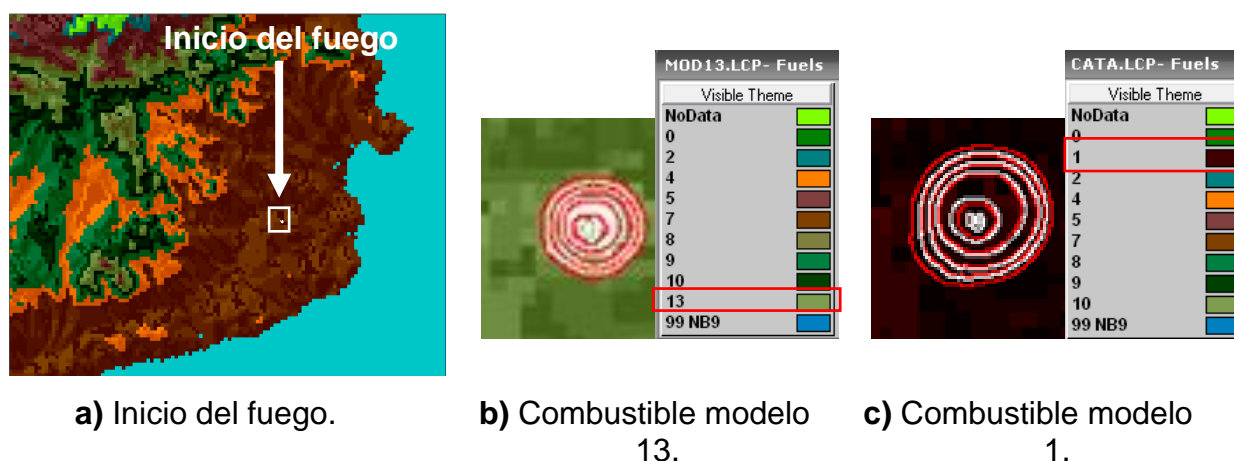 Inicio del fuego
MOD13.LCP- Fuels
Visible Theme
NoData
0
2
4
5
7
8
9
10
13
99 NB9
CATA.LCP- Fuels
Visible Theme
NoData
0
1
2
4
5
7
8
9
10
99 NB9
a) Inicio del fuego.
b) Combustible modelo
13.
c) Combustible modelo
1.